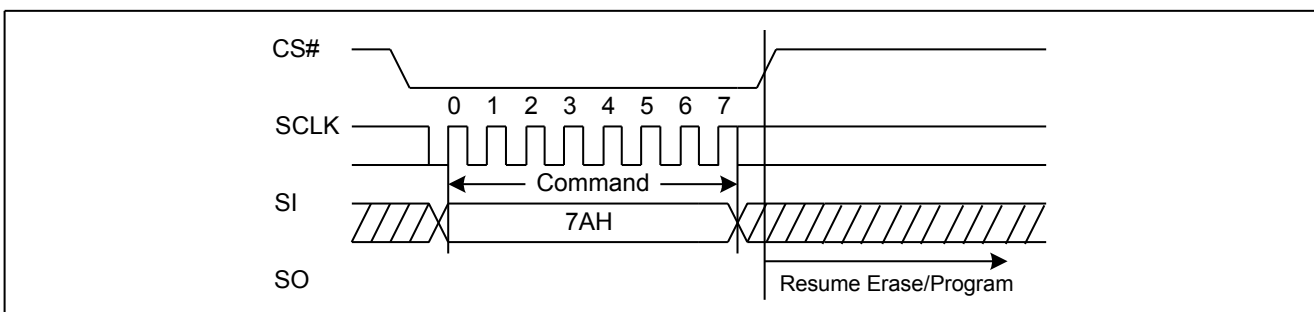 CS#
0 1 2 3 4 5 6 7
SCLK
Command
SI
7AH
SO
Resume Erase/Program